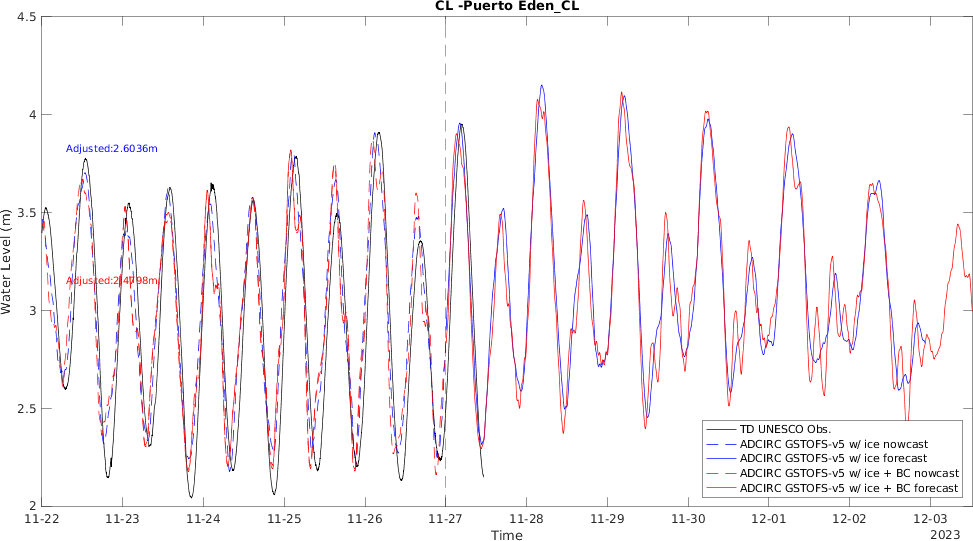 CL -Puerto Eden_CL
4.5
4
3.5
3
2.5
2
Water Level (m)
Adjusted:2.6036m
Adjusted:2.4798m
TD UNESCO Obs.
ADCIRC GSTOFS-v5 w/ ice nowcast
ADCIRC GSTOFS-v5 w/ ice forecast
ADCIRC GSTOFS-v5 w/ ice + BC nowcast
ADCIRC GSTOFS-v5 w/ ice + BC forecast
11-22 11-23 11-24 11-25 11-26 11-27 11-28 11-29 11-30 12-01 12-02 12-03
Time
2023